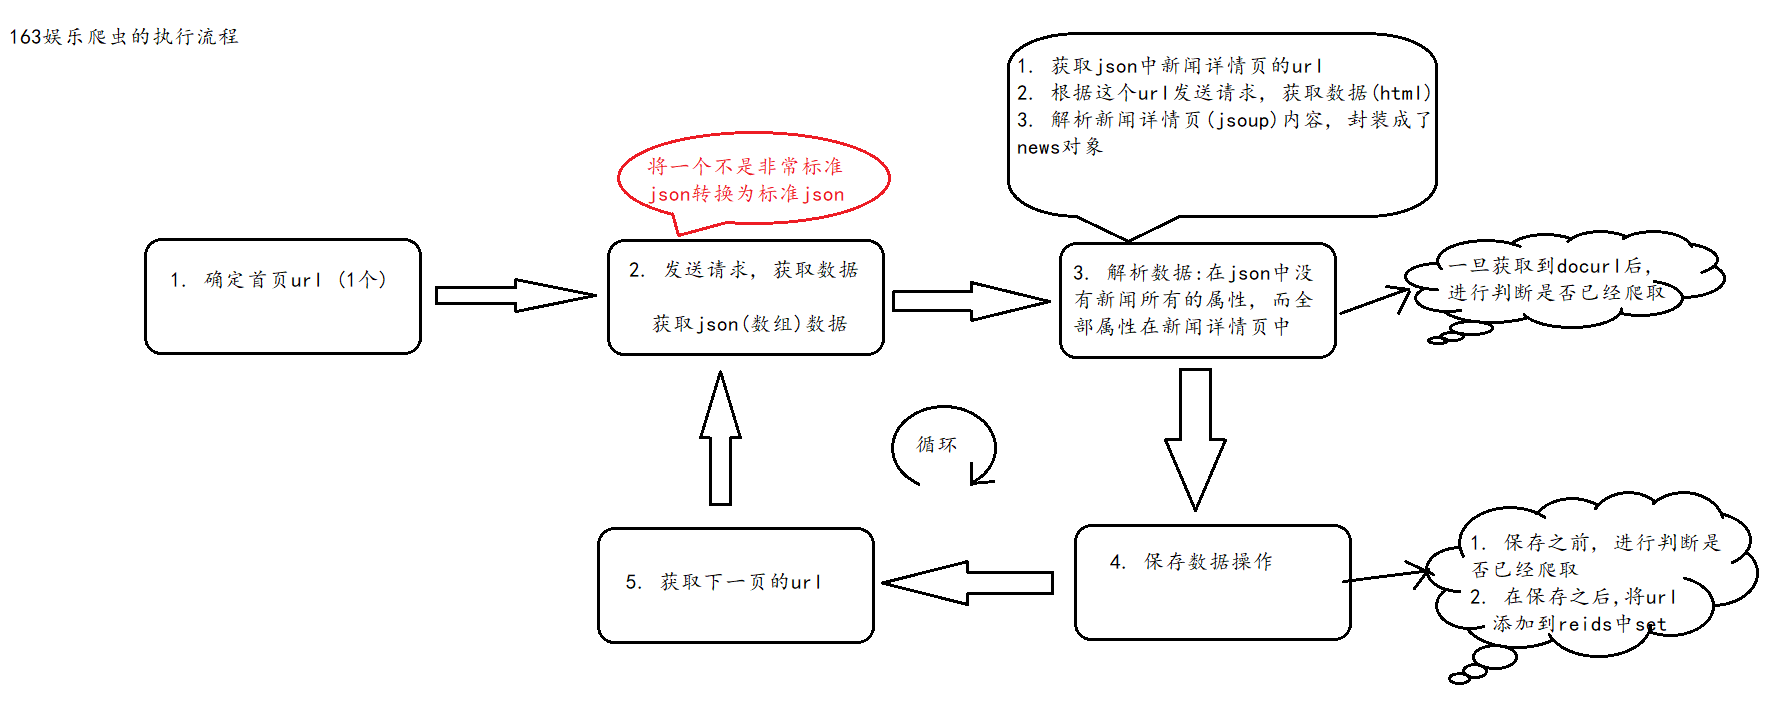 163娱乐爬虫的执行流程
1. 获取json中新闻详情页的url
2. 根据这个url发送请, 获取数据(html)
3. 解析新闻详情页(jsoup)内容, 封装成了
news对象
将一个不是非常标准
json转换为标准json
1. 确定首页url (1个)
2. 发送请求, 获取数据
获取json(数组)数据
3. 解析数据:在json中没
有新闻所有的属性, 而全
部属性在新闻详情页中
一旦获取到docurl后,
进行判断是否已经爬取
循环
5. 获取下一页的url
4. 保存数据操作
1. 保存之前, 进行判断是
否已经爬取
2. 在保存之后,将url
添加到reids中set